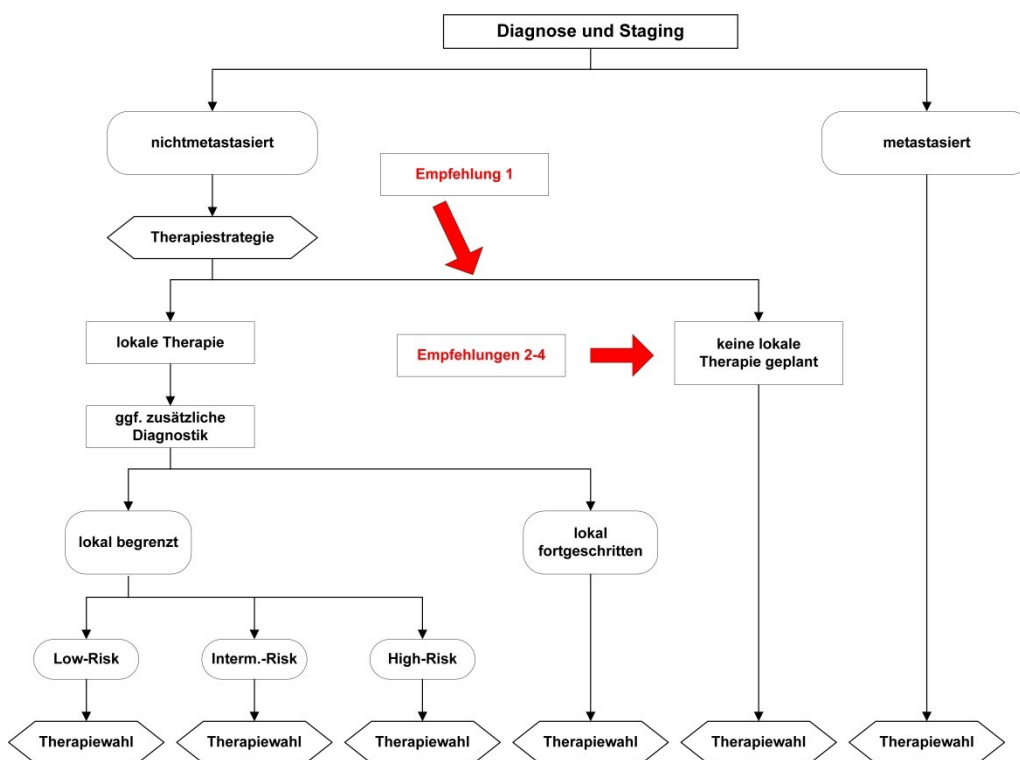 Diagnose und Staging
nichtmetastasiert
metastasiert
Empfehlung 1
Therapiestrategie
lokale Therapie
Empfehlungen 2-4
keine lokale
Therapie geplant
ggf. zusätzliche
Diagnostik
lokal begrenzt
lokal
fortgeschritten
Low-Risk
Interm.-Risk
High-Risk
Therapiewahl
Therapiewahl
Therapiewahl
Therapiewahl
Therapiewahl
Therapiewahl